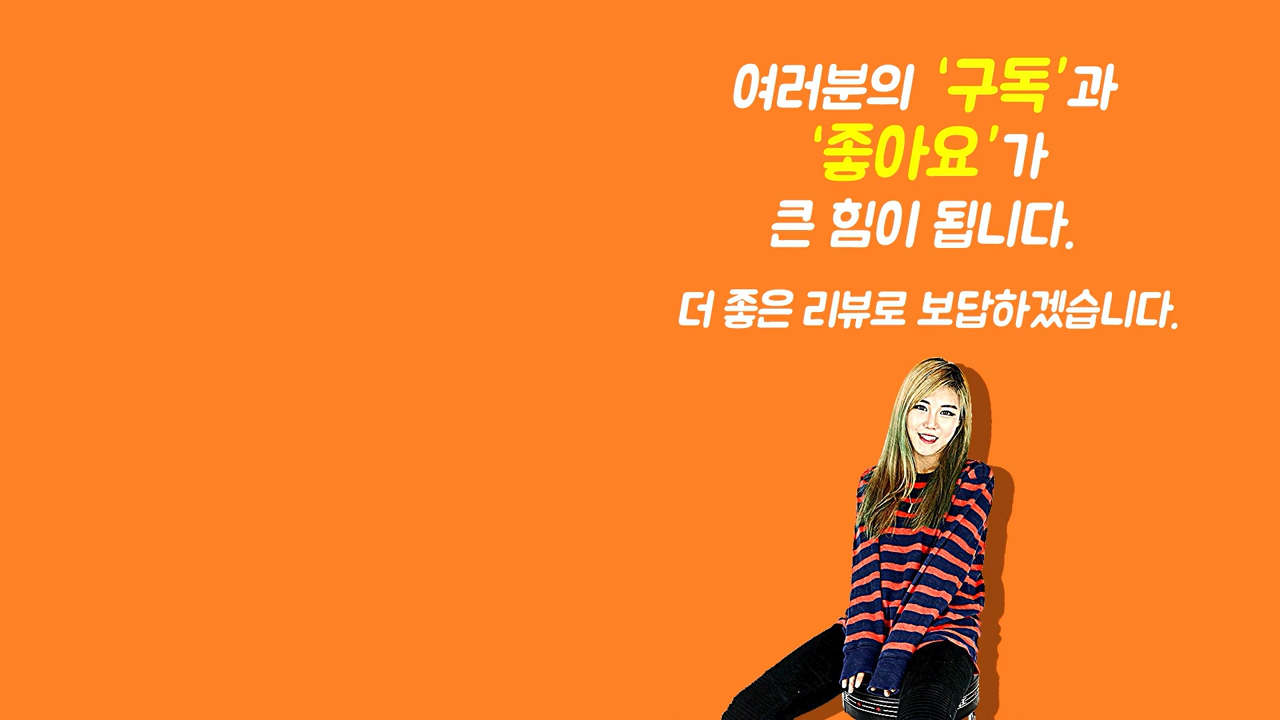 여러분의 ‘구독’과
‘좋아요’가
큰 힘이 됩니다.
더 좋은 리뷰로 보답하겠습니다.